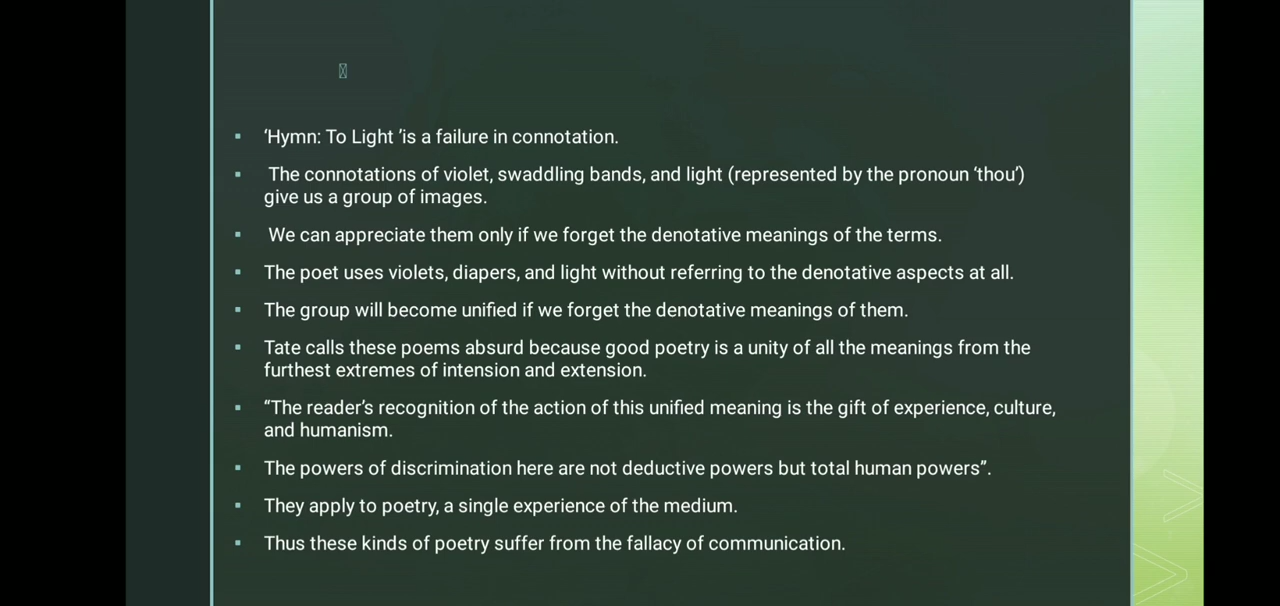 ‘Hymn: To Light ’is a failure in connotation.
The connotations of violet, swaddling bands, and light (represented by the pronoun ‘thou’)
give us a group of images.
We can appreciate them only if we forget the denotative meanings of the terms.
The poet uses violets, diapers, and light without referring to the denotative aspects at all.
The group will become unified if we forget the denotative meanings of them.
Tate calls these poems absurd because good poetry is a unity of all the meanings from the
furthest extremes of intension and extension.
“The reader’s recognition of the action of this unified meaning is the gift of experience, culture,
and humanism.
The powers of discrimination here are not deductive powers but total human powers”.
They apply to poetry, a single experience of the medium.
Thus these kinds of poetry suffer from the fallacy of communication.